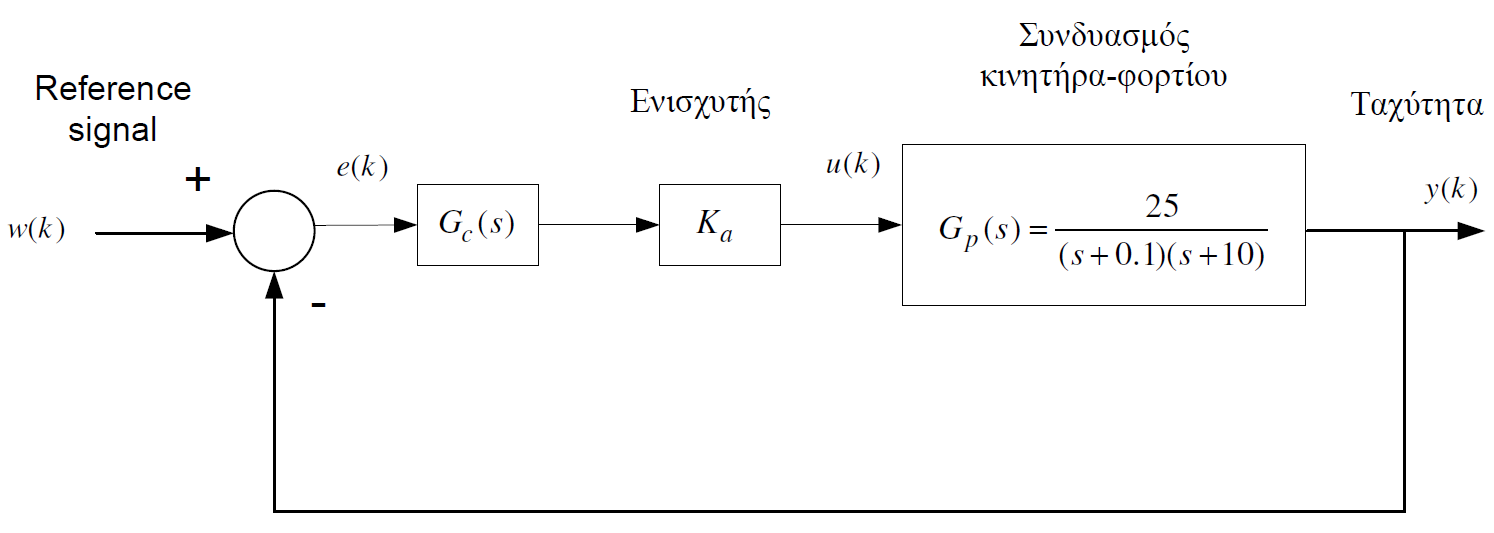 Συνδυασμός
κινητήρα-φορτίου
Reference
signal
Ενισχυτής
Ταχύτητα
+
e(k)
u(k)
y(k)
w(k)
G_c(s)
K_a
G_p(s) = 25 / (s+0.1)(s+10)
-